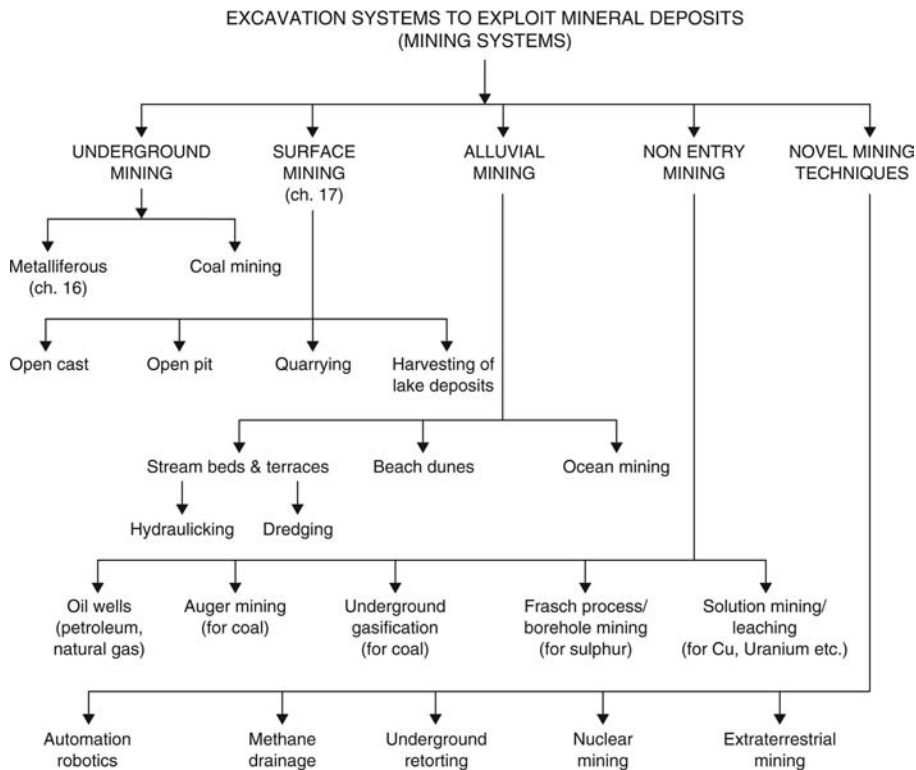 EXCAVATION SYSTEMS TO EXPLOIT MINERAL DEPOSITS
(MINING SYSTEMS)
UNDERGROUND
MINING
SURFACE
MINING
(ch. 17)
ALLUVIAL
MINING
NON ENTRY
MINING
NOVEL MINING
TECHNIQUES
Metalliferous
(ch. 16)
Coal mining
Open cast
Open pit
Quarrying
Harvesting of
lake deposits
Stream beds & terraces
Beach dunes
Ocean mining
Hydraulicking
Dredging
Oil wells
(petroleum,
natural gas)
Auger mining
(for coal)
Underground
gasification
(for coal)
Frasch process/
borehole mining
(for sulphur)
Solution mining/
leaching
(for Cu, Uranium etc.)
Automation
robotics
Methane
drainage
Underground
retorting
Nuclear
mining
Extraterrestrial
mining